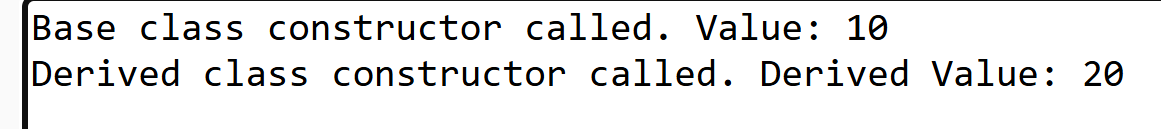 Base class constructor called. Value: 10
Derived class constructor called. Derived Value: 20